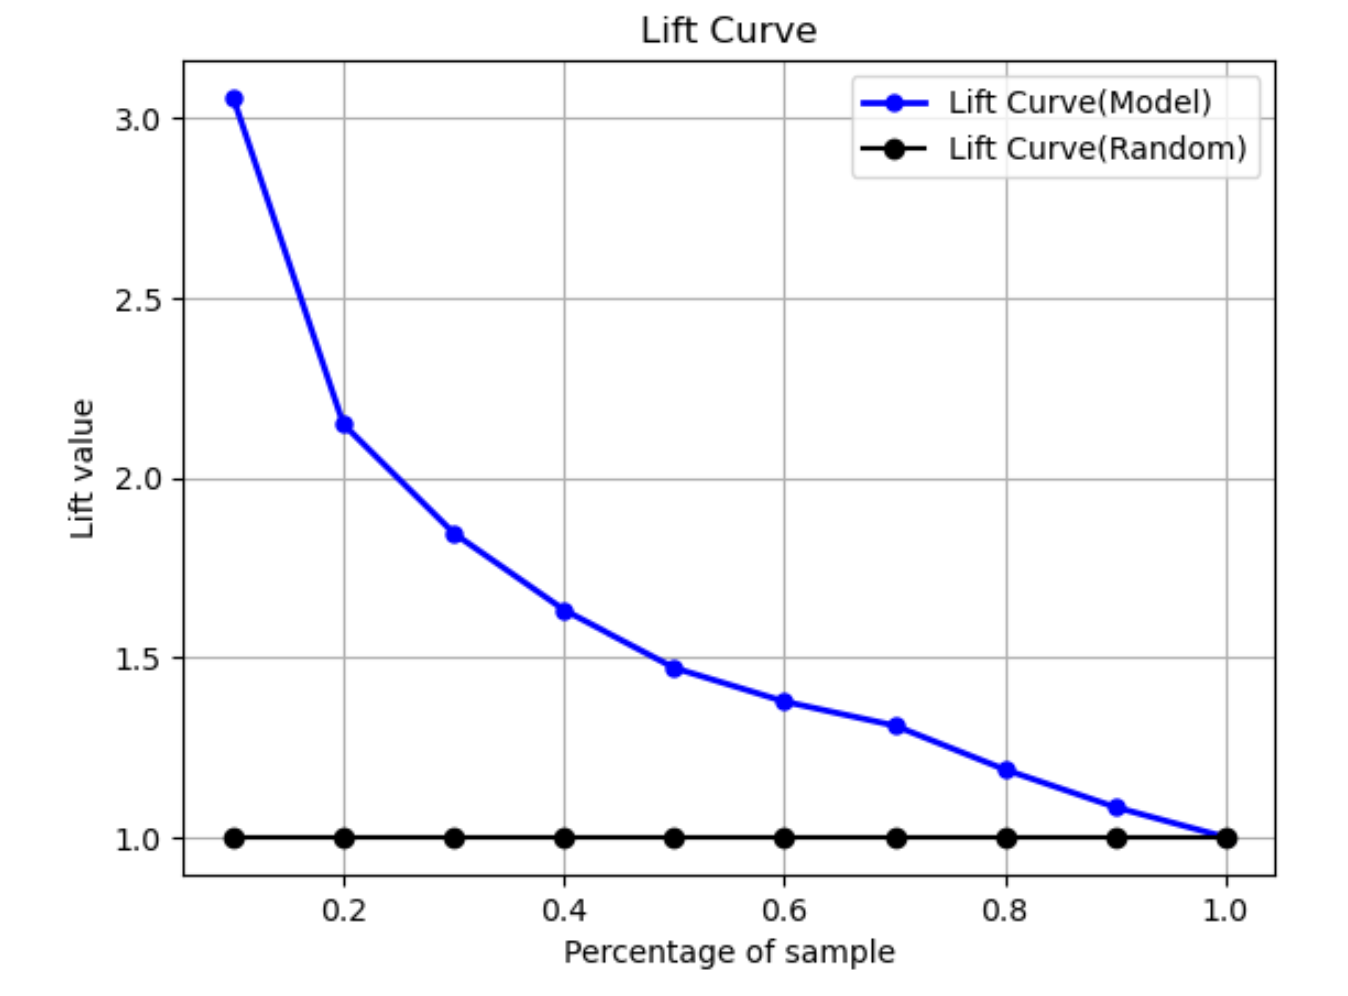 Lift Curve
Lift Curve(Model)
Lift Curve(Random)
3.0
2.5
2.0
1.5
1.0
Lift value
0.2 0.4 0.6 0.8 1.0
Percentage of sample